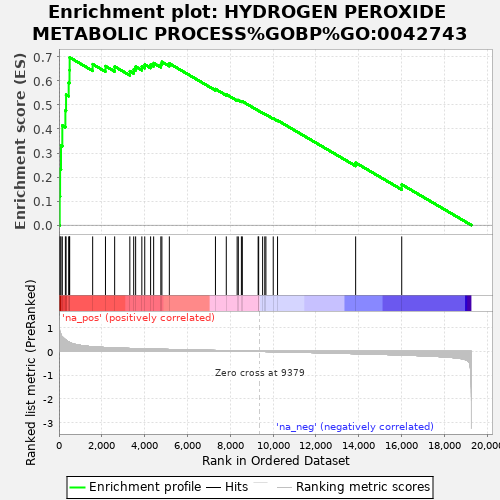 Enrichment plot: HYDROGEN PEROXIDE
METABOLIC PROCESS%GOBP%GO:0042743
Enrichment score (ES)
0.7
0.6
0.5
0.4
0.3
0.2
0.1
0.0
Ranked list metric (PreRanked)
1
0
-1
-2
-3
'na_pos' (positively correlated)
Zero cross at 9379
'na_neg' (negatively correlated)
0
2,000
4,000
6,000
8,000
10,000
12,000
14,000
16,000
18,000
20,000
Rank in Ordered Dataset
Enrichment profile
Hits
Ranking metric scores